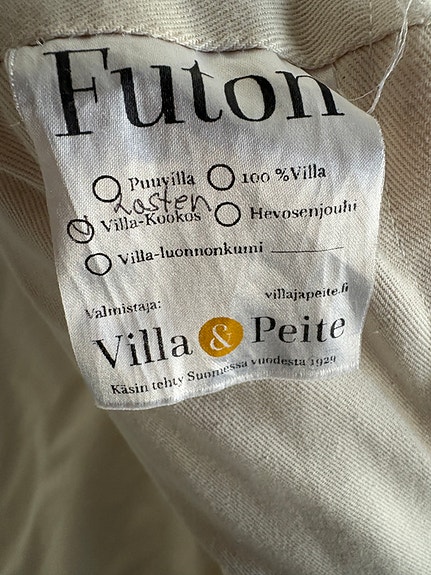 Futon
Puuvilla 100 %Villa
Lasten
Villa-Kookos Hevosenjouhi
Villa-luonnonkumi
Valmistaja: villajapeite.fi
Villa & Peite
Käsin tehty Suomessa vuodesta 1929